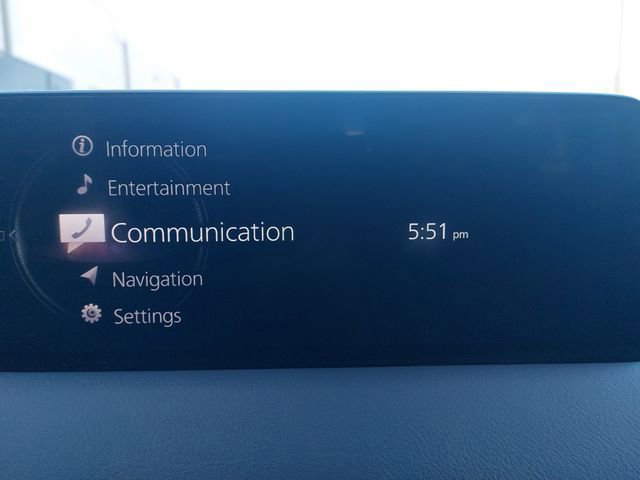 Information
Entertainment
Communication 5:51 pm
Navigation
Settings